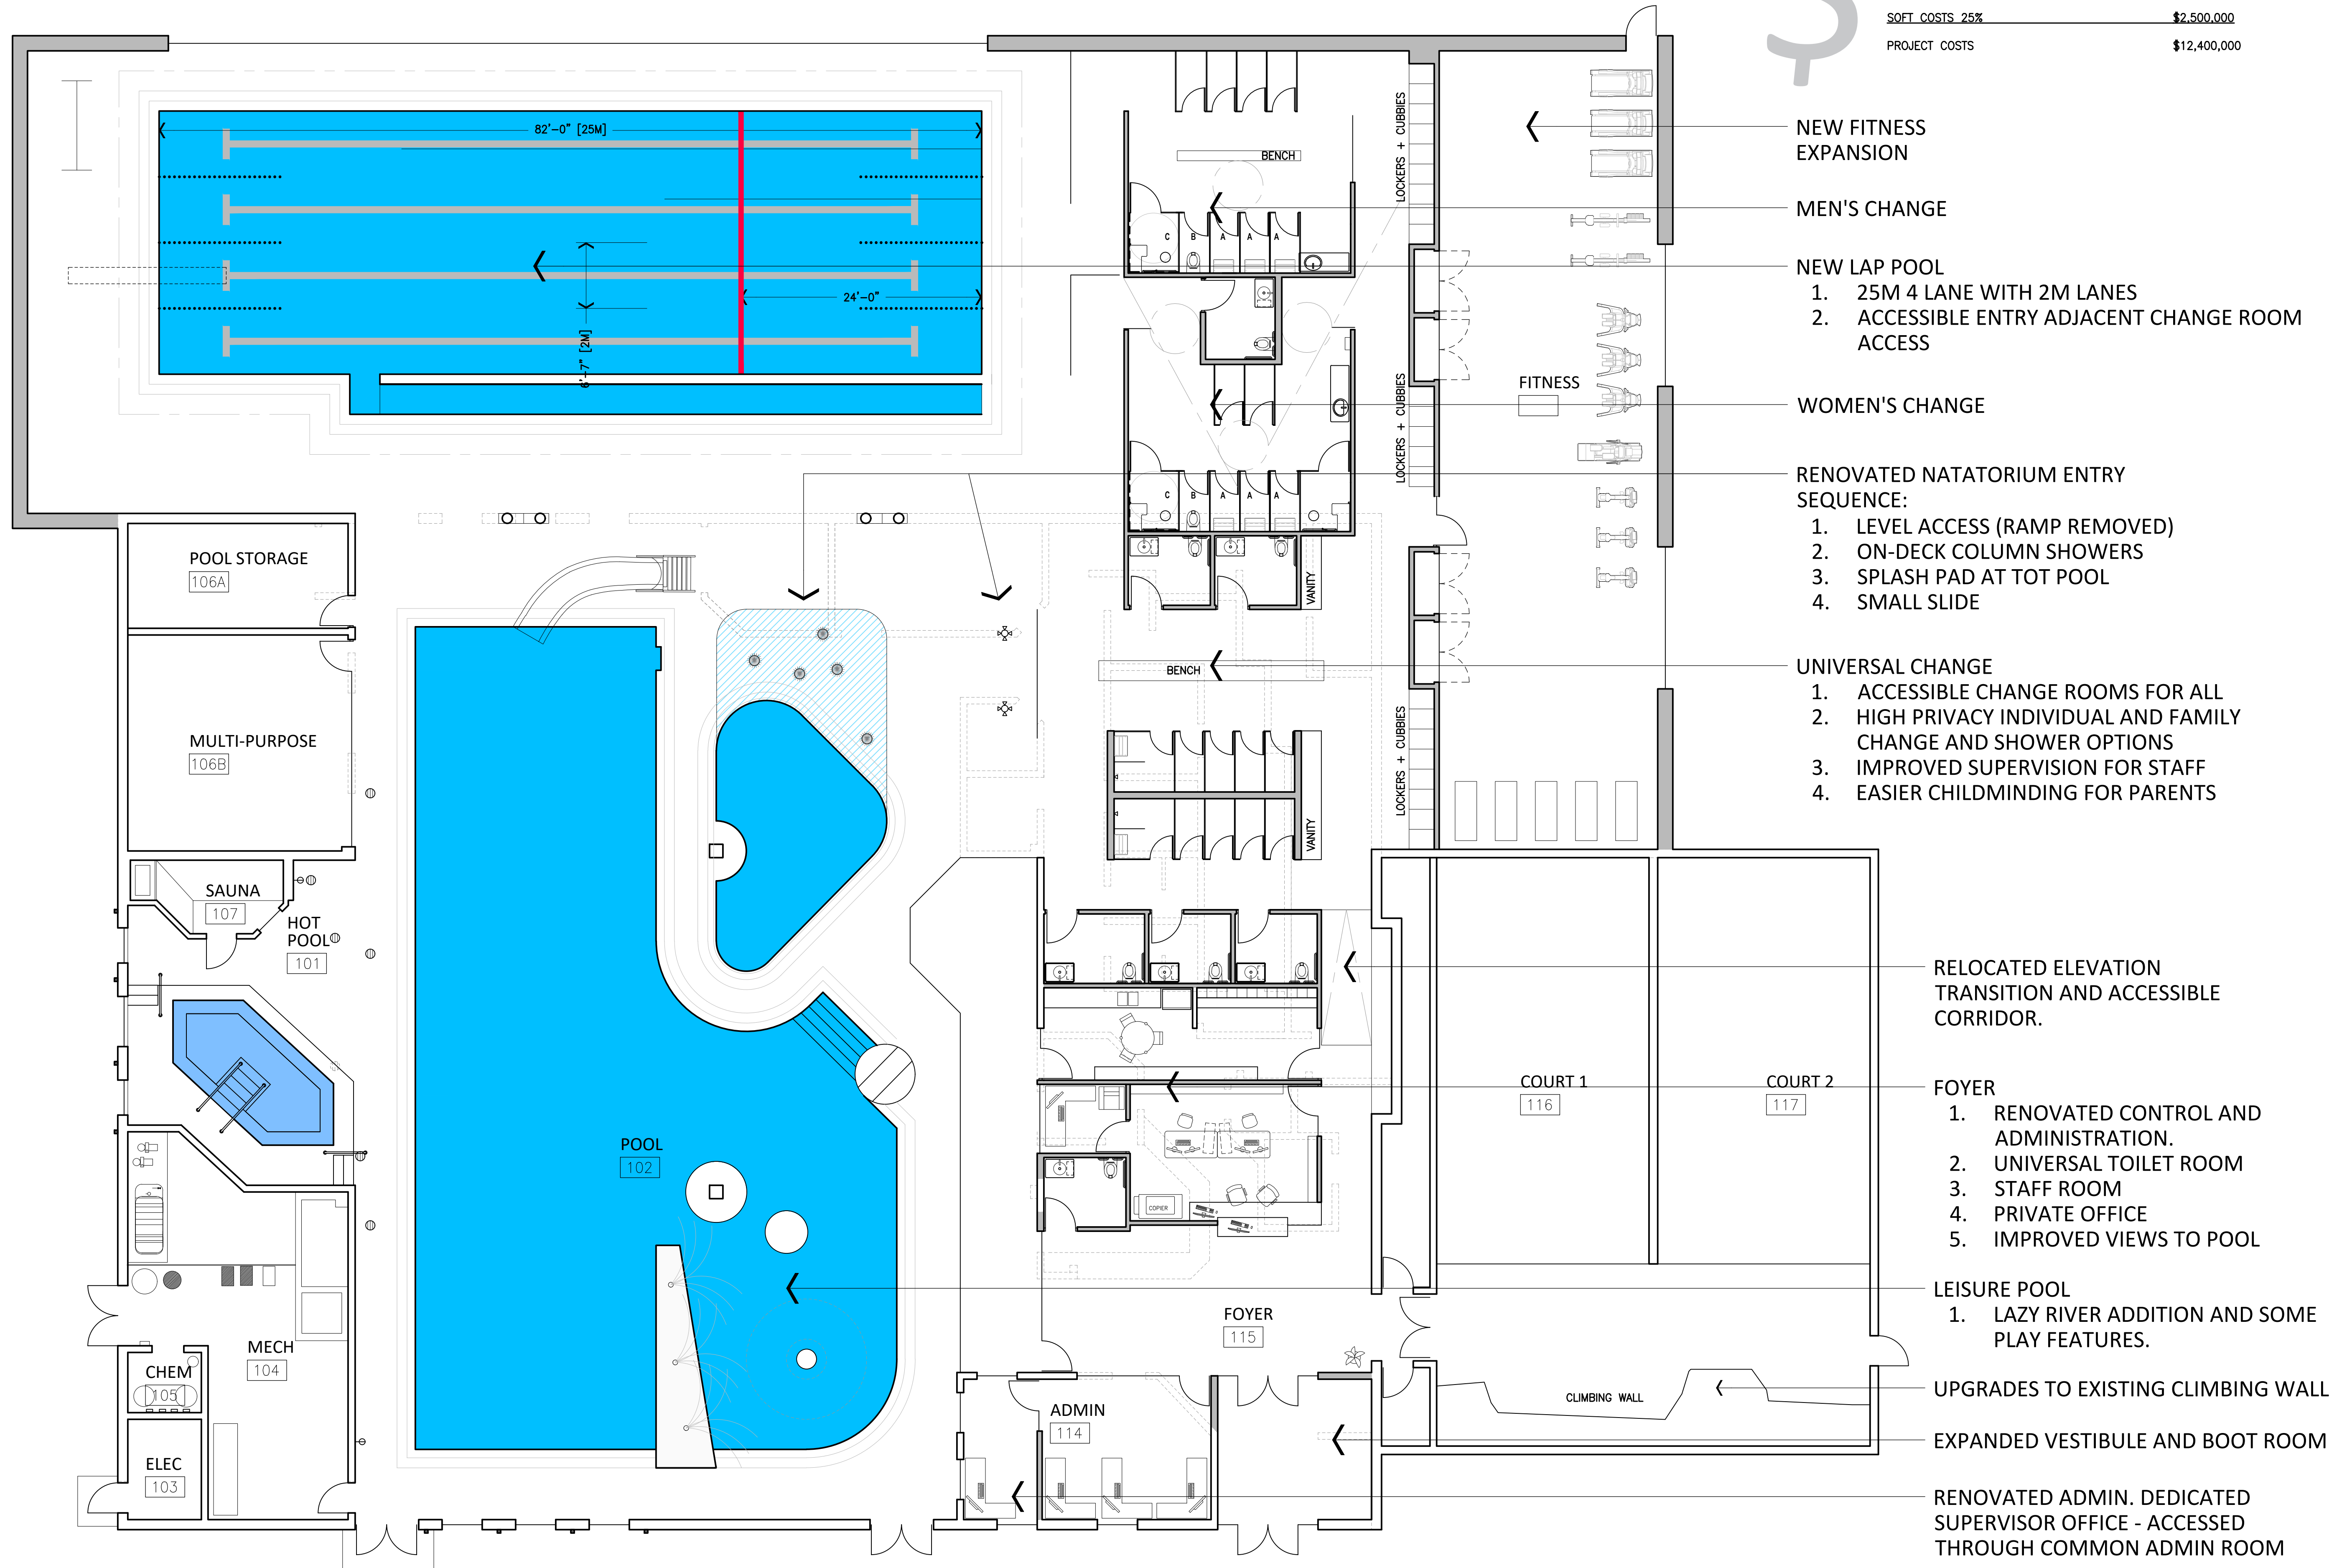 $
SOFT COSTS 25% $2,500,000
PROJECT COSTS $12,400,000
NEW FITNESS
EXPANSION
MEN'S CHANGE
NEW LAP POOL
1. 25M 4 LANE WITH 2M LANES
2. ACCESSIBLE ENTRY ADJACENT CHANGE ROOM
ACCESS
WOMEN'S CHANGE
RENOVATED NATATORIUM ENTRY
SEQUENCE:
1. LEVEL ACCESS (RAMP REMOVED)
2. ON-DECK COLUMN SHOWERS
3. SPLASH PAD AT TOT POOL
4. SMALL SLIDE
UNIVERSAL CHANGE
1. ACCESSIBLE CHANGE ROOMS FOR ALL
2. HIGH PRIVACY INDIVIDUAL AND FAMILY
CHANGE AND SHOWER OPTIONS
3. IMPROVED SUPERVISION FOR STAFF
4. EASIER CHILDMINDING FOR PARENTS
RELOCATED ELEVATION
TRANSITION AND ACCESSIBLE
CORRIDOR.
FOYER
1. RENOVATED CONTROL AND
ADMINISTRATION.
2. UNIVERSAL TOILET ROOM
3. STAFF ROOM
4. PRIVATE OFFICE
5. IMPROVED VIEWS TO POOL
LEISURE POOL
1. LAZY RIVER ADDITION AND SOME
PLAY FEATURES.
UPGRADES TO EXISTING CLIMBING WALL
EXPANDED VESTIBULE AND BOOT ROOM
RENOVATED ADMIN. DEDICATED
SUPERVISOR OFFICE - ACCESSED
THROUGH COMMON ADMIN ROOM
82'-0" [25M]
24'-0"
6'-7" [2M]
BENCH
LOCKERS + CUBBIES
C B A A A
FITNESS
LOCKERS + CUBBIES
C B A A A
VANITY
BENCH
LOCKERS + CUBBIES
VANITY
POOL STORAGE
106A
MULTI-PURPOSE
106B
SAUNA
107
HOT
POOL
101
POOL
102
MECH
104
CHEM
105
ELEC
103
COPIER
FOYER
115
ADMIN
114
COURT 1
116
COURT 2
117
CLIMBING WALL